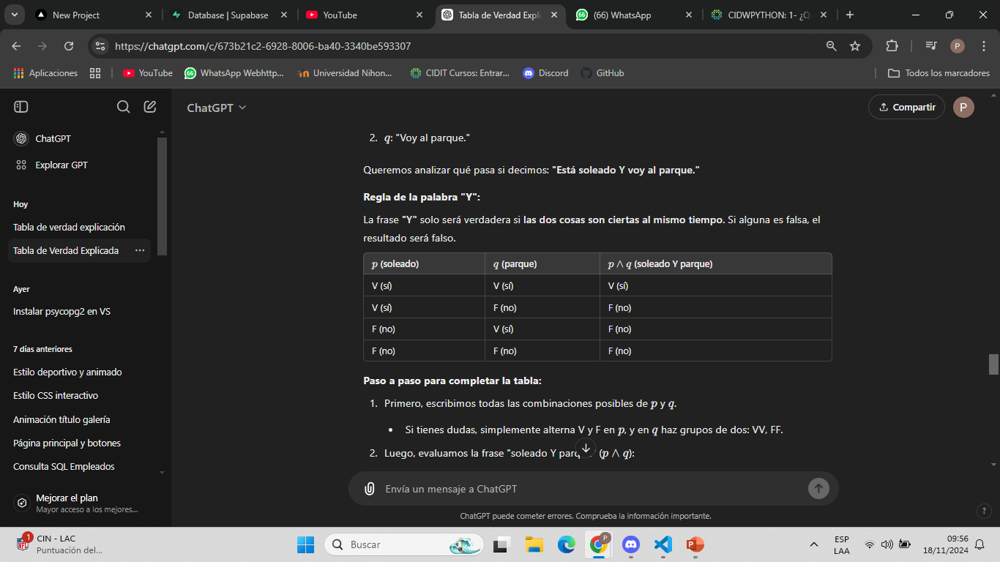 New Project
Database | Supabase
YouTube
Tabla de Verdad Expli
(66) WhatsApp
CIDWPYTHON: 1- ¿Q
https://chatgpt.com/c/673b21c2-6928-8006-ba40-3340be593307
P
Aplicaciones
YouTube
WhatsApp Webhttp...
Universidad Nihon...
CIDIT Cursos: Entrar...
Discord
GitHub
Todos los marcadores
ChatGPT
Compartir
P
ChatGPT
Explorar GPT
Hoy
Tabla de verdad explicación
Tabla de Verdad Explicada
Ayer
Instalar psycopg2 en VS
7 días anteriores
Estilo deportivo y animado
Estilo CSS interactivo
Animación título galería
Página principal y botones
Consulta SQL Empleados
Mejorar el plan
Mayor acceso a los mejores...
2. q: "Voy al parque."
Queremos analizar qué pasa si decimos: "Está soleado Y voy al parque."
Regla de la palabra "Y":
La frase "Y" solo será verdadera si las dos cosas son ciertas al mismo tiempo. Si alguna es falsa, el
resultado será falso.
p (soleado) q (parque) p ∧ q (soleado Y parque)
V (sí) V (sí) V (sí)
V (sí) F (no) F (no)
F (no) V (sí) F (no)
F (no) F (no) F (no)
Paso a paso para completar la tabla:
1. Primero, escribimos todas las combinaciones posibles de p y q.
• Si tienes dudas, simplemente alterna V y F en p, y en q haz grupos de dos: VV, FF.
2. Luego, evaluamos la frase "soleado Y parq (p ∧ q):
Envía un mensaje a ChatGPT
ChatGPT puede cometer errores. Comprueba la información importante.
?
1
CIN - LAC
Puntuación del...
Buscar
P
ESP
LAA
09:56
18/11/2024